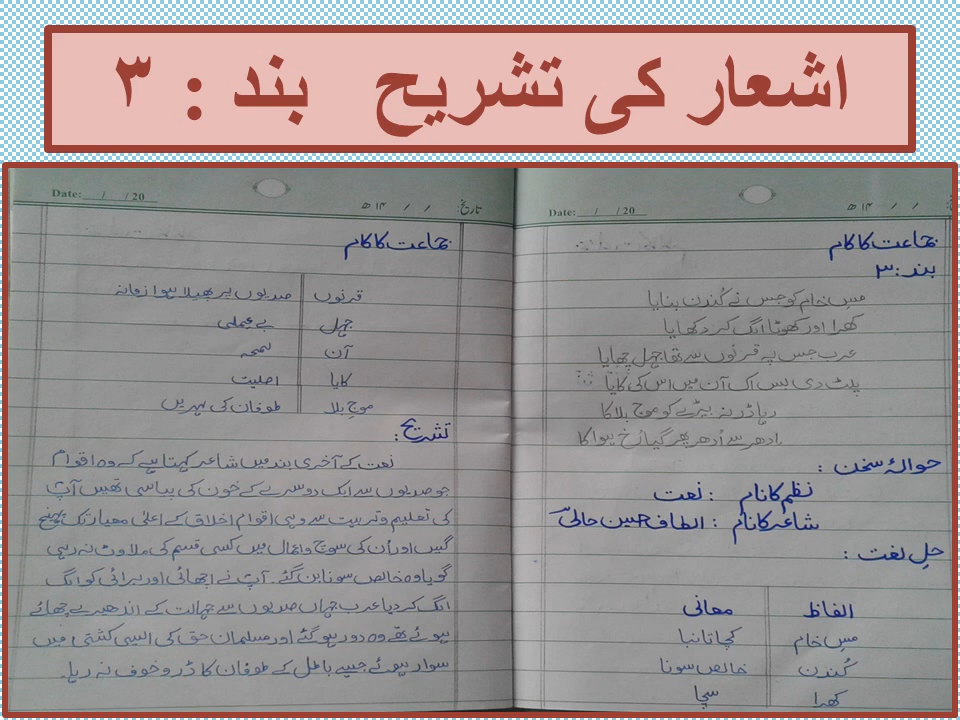 اشعار کی تشریح بند : ۳
تاریخ: / / ۱۴ھ
Date: / / 20
جماعت کا کام
بند: ۳
مسِ خام کو جس نے کُندن بنایا
کھرا اور کھوٹا الگ کر دکھایا
عرب جس پہ قرنوں سے تھا جہل چھایا
پلٹ دی بس اک آن میں اس کی کایا
رہا ڈر نہ بیڑے کو موجِ بلا کا
ادھر سے اُدھر پھر گیا رُخ ہوا کا
حوالۂ سخن :
نظم کا نام : نعت
شاعر کا نام : الطاف حسین حالیؔ
حلِ لغت :
الفاظ معانی
مسِ خام کچا تانبا
کُندن خالص سونا
کھرا سچا
تاریخ: / / ۱۴ھ
Date: / / 20
جماعت کا کام
قرنوں صدیوں پر پھیلا ہوا زمانہ
جہل بے عملی
آن لمحہ
کایا اصلیت
موجِ بلا طوفان کی لہریں
تشریح :
نعت کے آخری بند میں شاعر کہتا ہے کے وہ اقوام
جو صدیوں سے ایک دوسرے کے خون کی پیاسی تھیں آپؐ
کی تعلیم و تربیت سے وہی اقوام اخلاق کے اعلیٰ معیار تک پہنچ
گئیں اور اُن کی سوچ و اعمال میں کسی قسم کی ملاوٹ نہ رہی
گویا وہ خالص سونا بن گئے۔ آپؐ نے اچھائی اور برائی کو الگ
الگ کر دیا عرب جہاں صدیوں سے جہالت کے اندھیرے چھائے
ہوئے تھے وہ دور ہو گئے اور مسلمان حق کی ایسی کشتی میں
سوار ہوئے جسے باطل کے طوفان کا ڈر و خوف نہ رہا۔